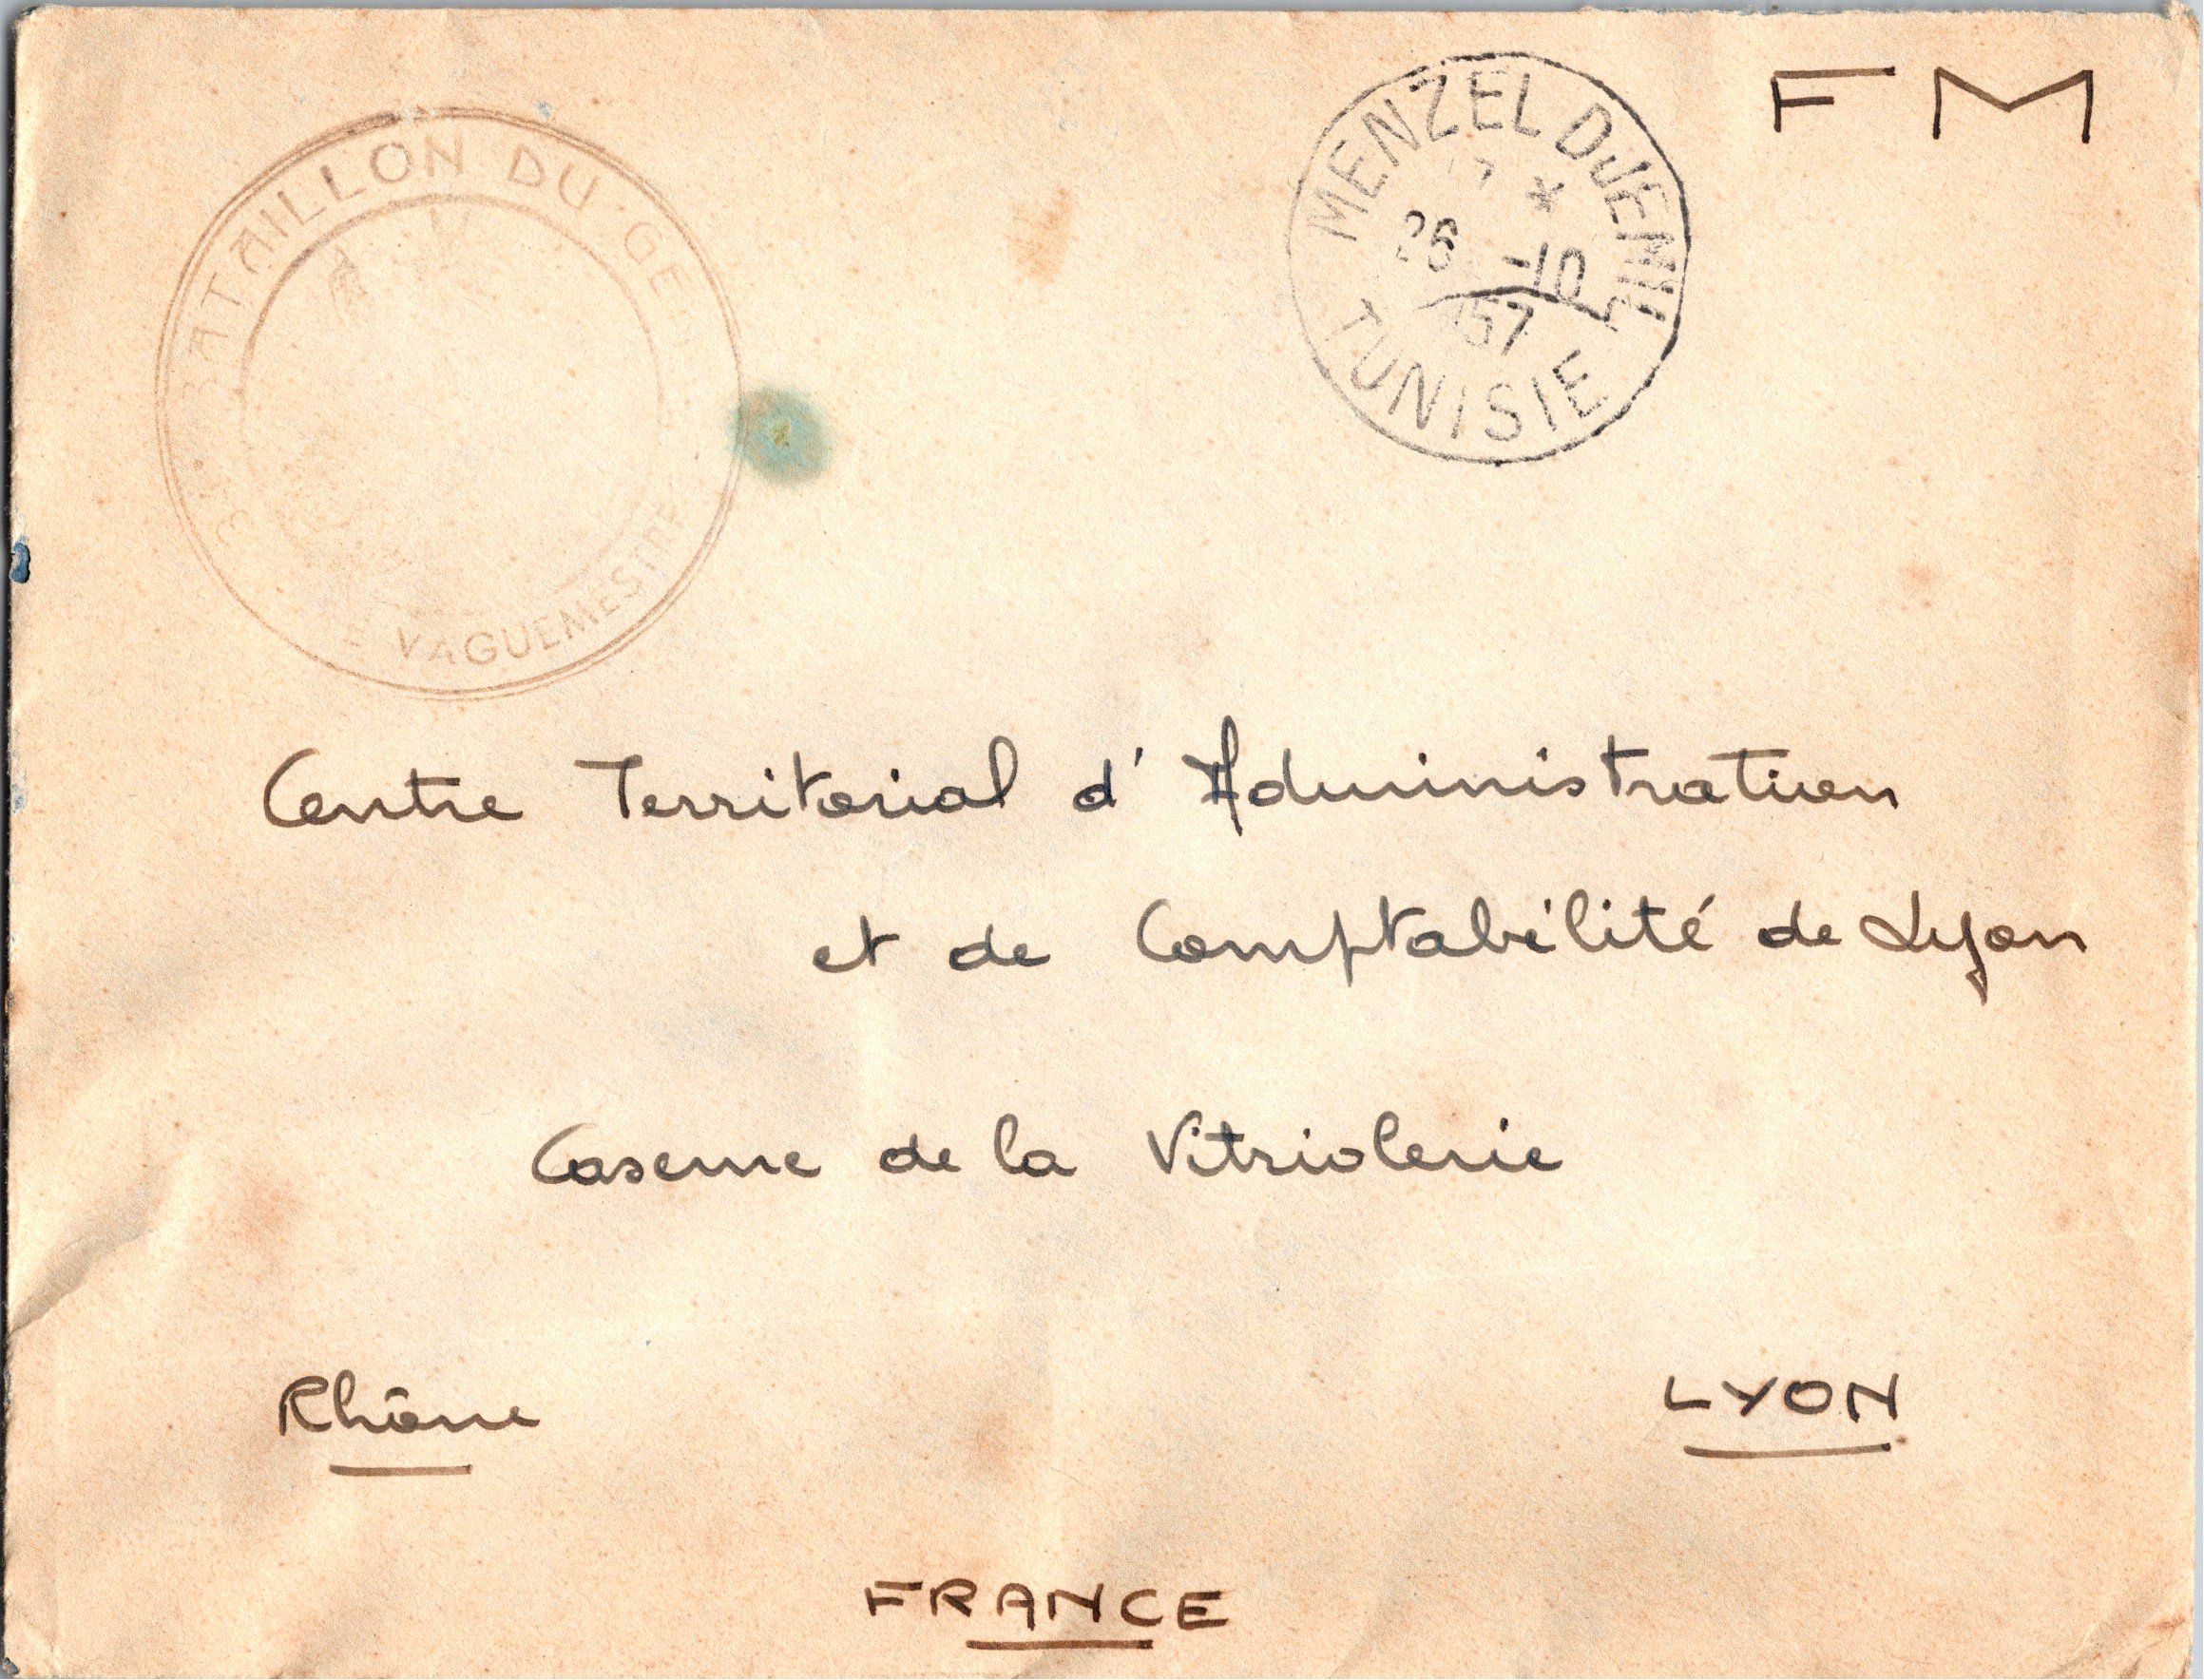 FM
BATAILLON DU
VAGUEMESTRE
MENZEL DJEMIL
26 -10
57
TUNISIE
Centre Territorial d'Administration
et de Comptabilité de Lyon
Caserne de la Vitriolerie
Rhône
LYON
FRANCE